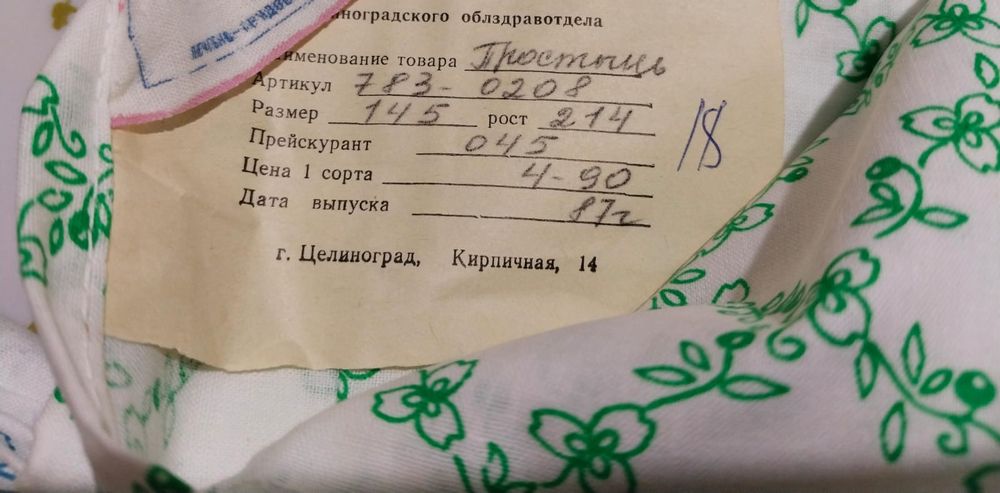 иноградского облздравотдела
именование товара Простынь
Артикул 783-0208
Размер 145 рост 214
Прейскурант 045
Цена 1 сорта 4-90
Дата выпуска 87г
г. Целиноград, Кирпичная, 14
18